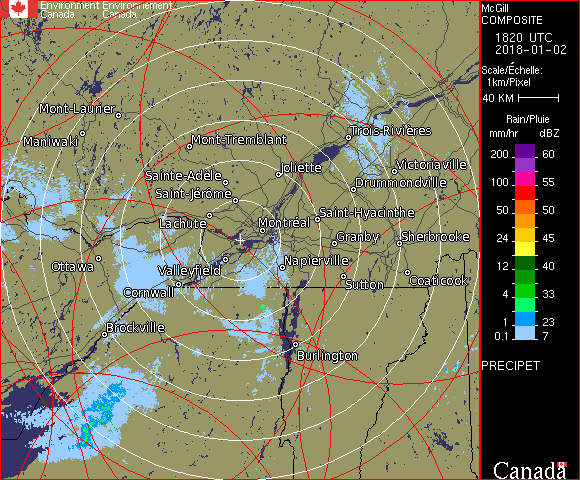 Environment Environnement
Canada Canada
McGill
COMPOSITE
1820 UTC
2018-01-02
Scale/Échelle:
1km/Pixel
40 KM
Rain/Pluie
mm/hr dBZ
200 60
100 55
50 50
24 45
12 40
4 33
1 23
0.1 7
PRECIPET
Canada
Mont-Laurier
Maniwaki
Mont-Tremblant
Trois-Rivières
Sainte-Adèle
Joliette
Victoriaville
Saint-Jérôme
Drummondville
Lachute
Saint-Hyacinthe
Montréal
Granby
Sherbrooke
Ottawa
Valleyfield
Napierville
Sutton
Coaticook
Cornwall
Brockville
Burlington